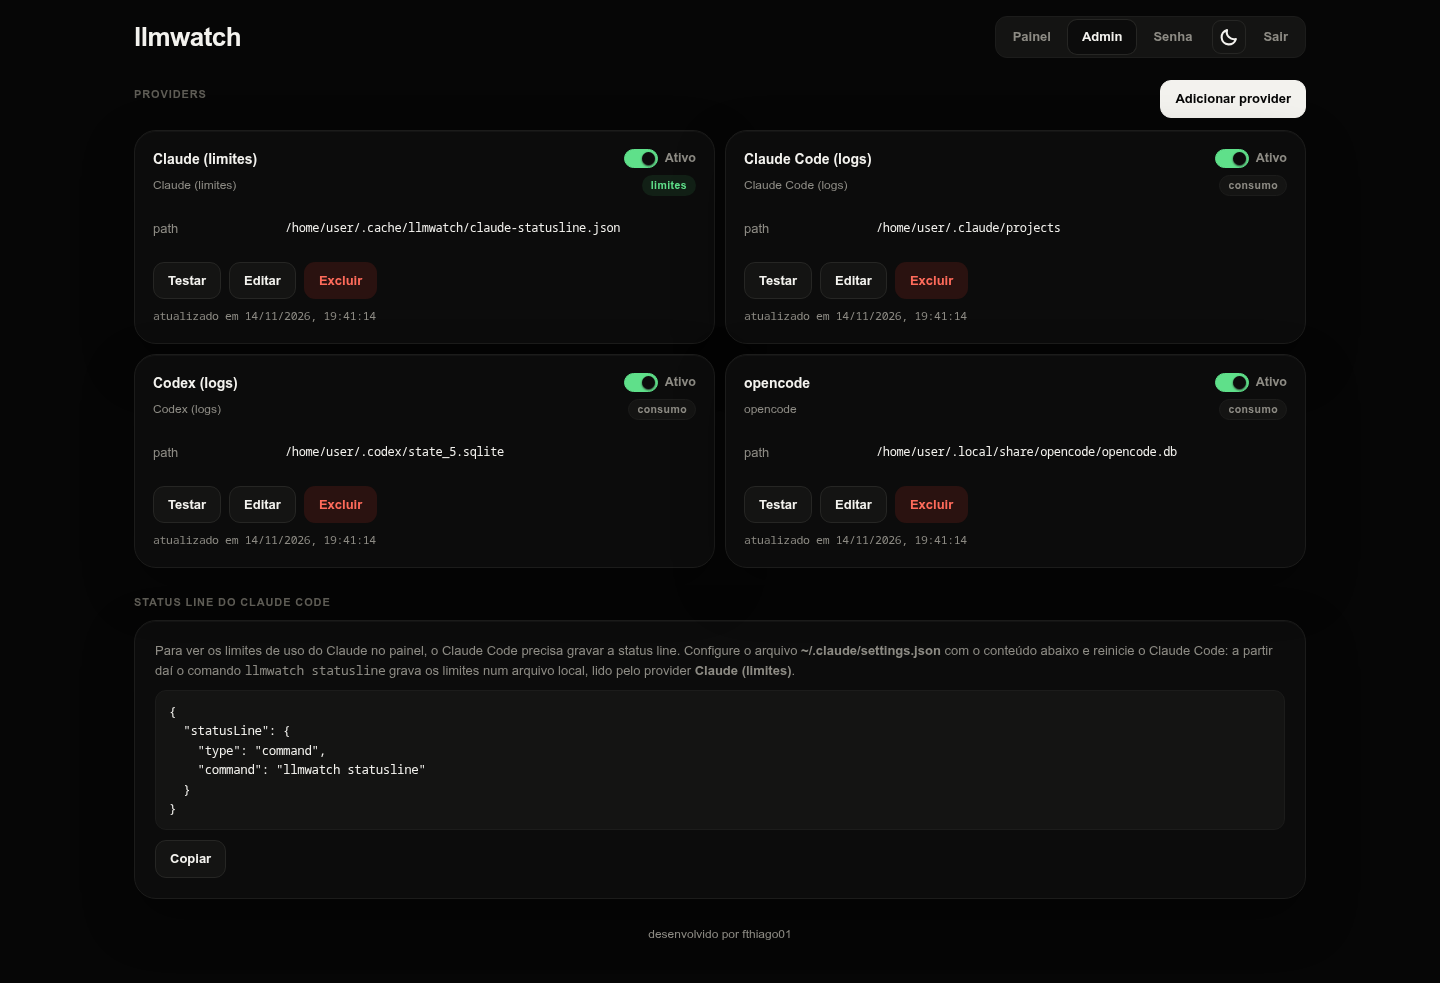 llmwatch
Painel Admin Senha Sair
PROVIDERS
Adicionar provider
Claude (limites) Ativo
Claude (limites) limites
path /home/user/.cache/llmwatch/claude-statusline.json
Testar Editar Excluir
atualizado em 14/11/2026, 19:41:14
Claude Code (logs) Ativo
Claude Code (logs) consumo
path /home/user/.claude/projects
Testar Editar Excluir
atualizado em 14/11/2026, 19:41:14
Codex (logs) Ativo
Codex (logs) consumo
path /home/user/.codex/state_5.sqlite
Testar Editar Excluir
atualizado em 14/11/2026, 19:41:14
opencode Ativo
opencode consumo
path /home/user/.local/share/opencode/opencode.db
Testar Editar Excluir
atualizado em 14/11/2026, 19:41:14
STATUS LINE DO CLAUDE CODE
Para ver os limites de uso do Claude no painel, o Claude Code precisa gravar a status line. Configure o arquivo ~/.claude/settings.json com o conteúdo abaixo e reinicie o Claude Code: a partir
daí o comando llmwatch statusline grava os limites num arquivo local, lido pelo provider Claude (limites).
{
  "statusLine": {
    "type": "command",
    "command": "llmwatch statusline"
  }
}
Copiar
desenvolvido por fthiago01